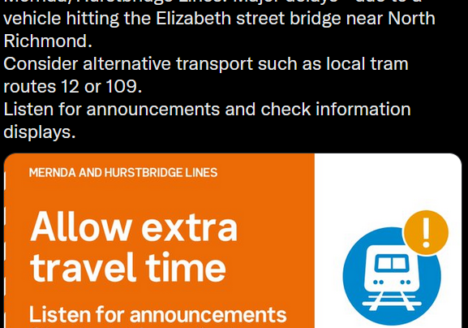 Mernda/Hurstbridge Lines: Major delays due to a
vehicle hitting the Elizabeth street bridge near North
Richmond.
Consider alternative transport such as local tram
routes 12 or 109.
Listen for announcements and check information
displays.
MERNDA AND HURSTBRIDGE LINES
Allow extra
travel time
Listen for announcements
!